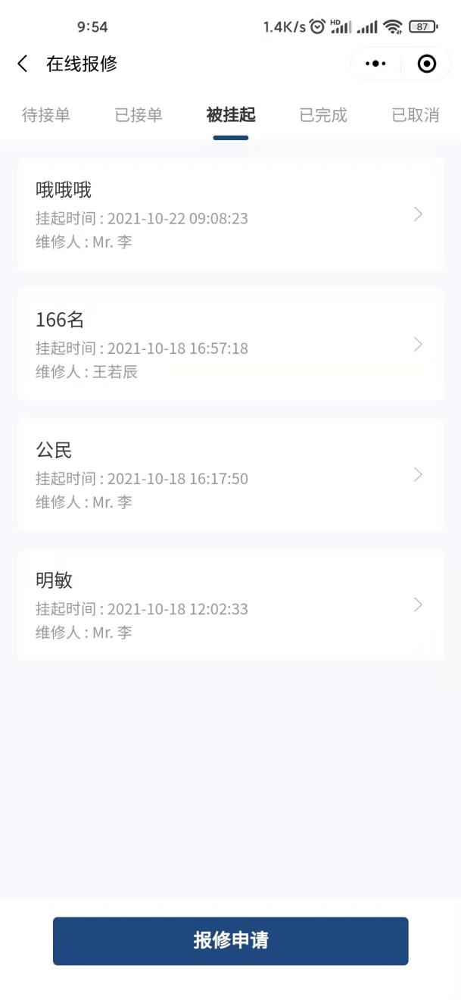 9:54
1.4K/s HD 87
在线报修
待接单 已接单 被挂起 已完成 已取消
哦哦哦
挂起时间 : 2021-10-22 09:08:23
维修人 : Mr. 李
166名
挂起时间 : 2021-10-18 16:57:18
维修人 : 王若辰
公民
挂起时间 : 2021-10-18 16:17:50
维修人 : Mr. 李
明敏
挂起时间 : 2021-10-18 12:02:33
维修人 : Mr. 李
报修申请